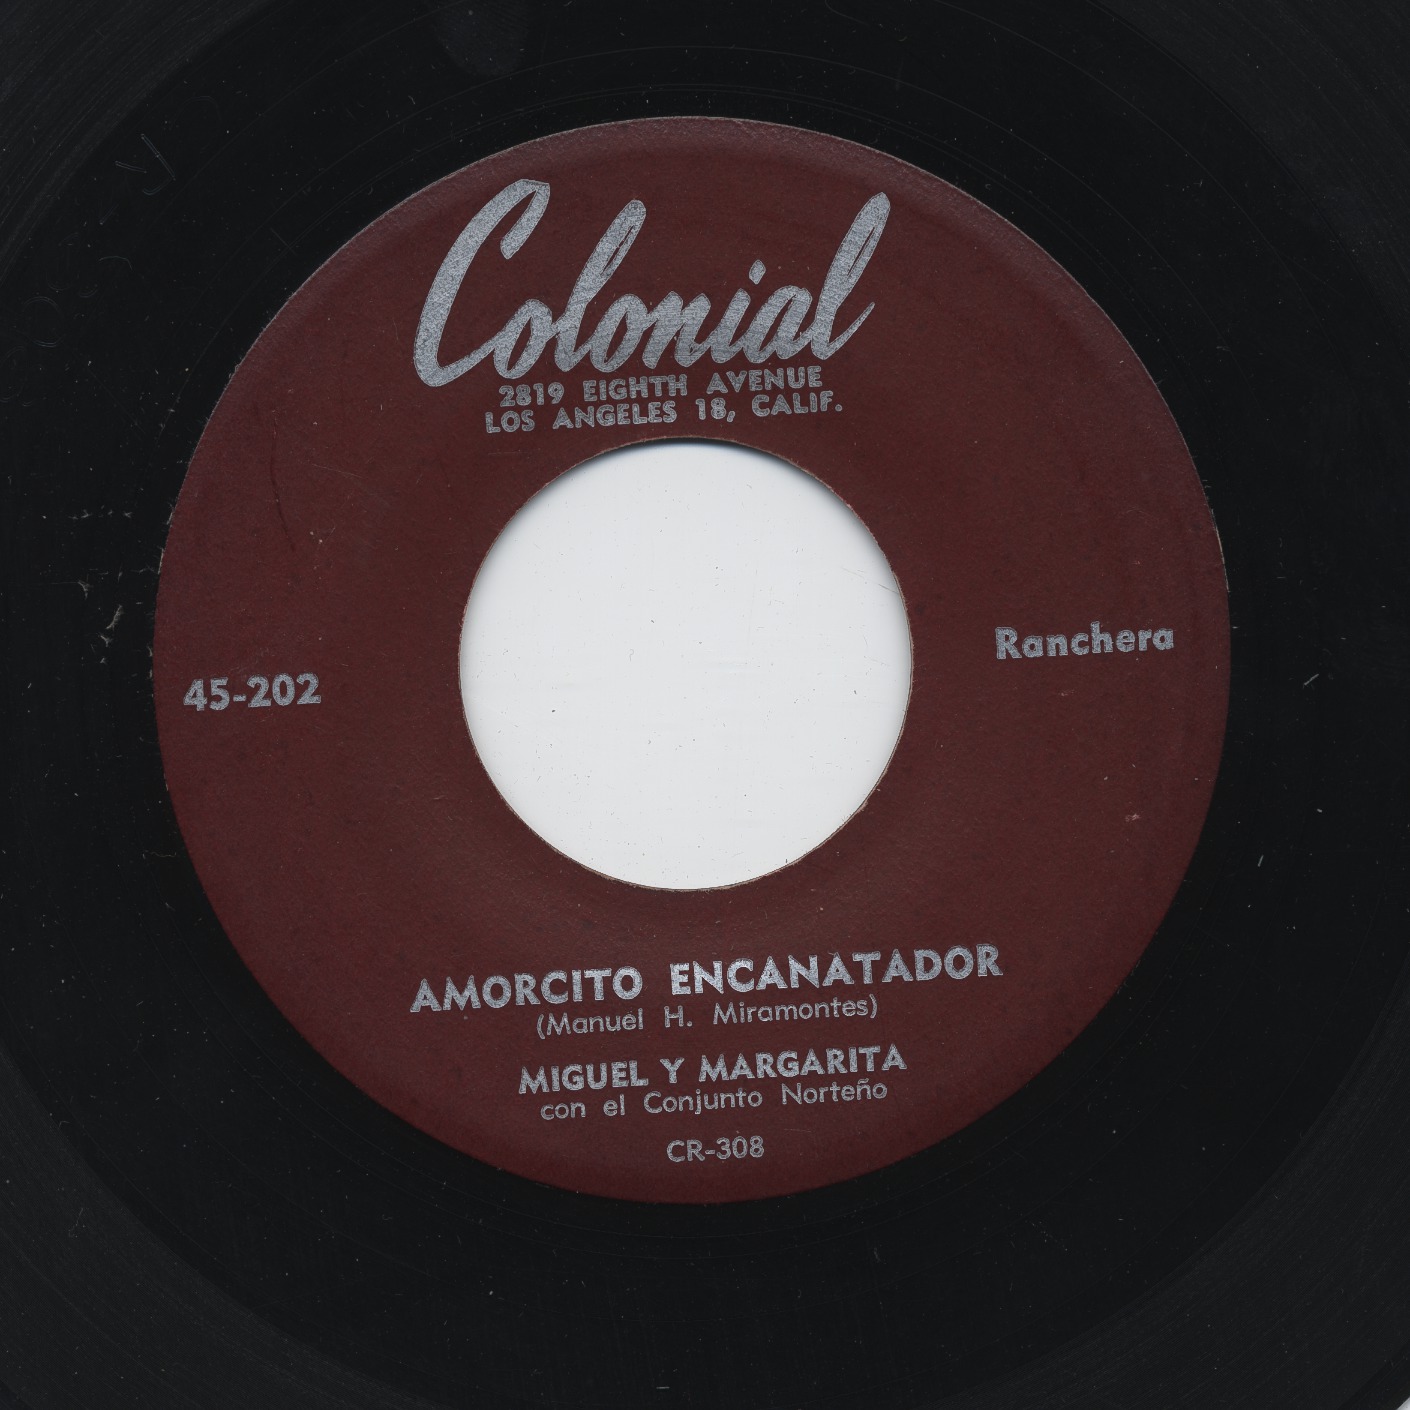 Colonial
2819 EIGHTH AVENUE
LOS ANGELES 18, CALIF.
Ranchera
45-202
AMORCITO ENCANATADOR
(Manuel H. Miramontes)
MIGUEL Y MARGARITA
con el Conjunto Norteño
CR-308